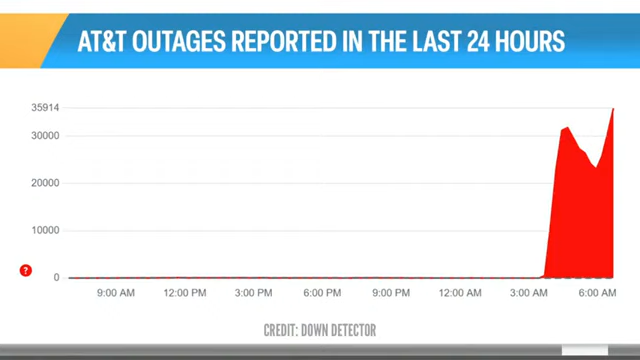 AT&T OUTAGES REPORTED IN THE LAST 24 HOURS
35914
30000
20000
10000
?
0
9:00 AM 12:00 PM 3:00 PM 6:00 PM 9:00 PM 12:00 AM 3:00 AM 6:00 AM
CREDIT: DOWN DETECTOR